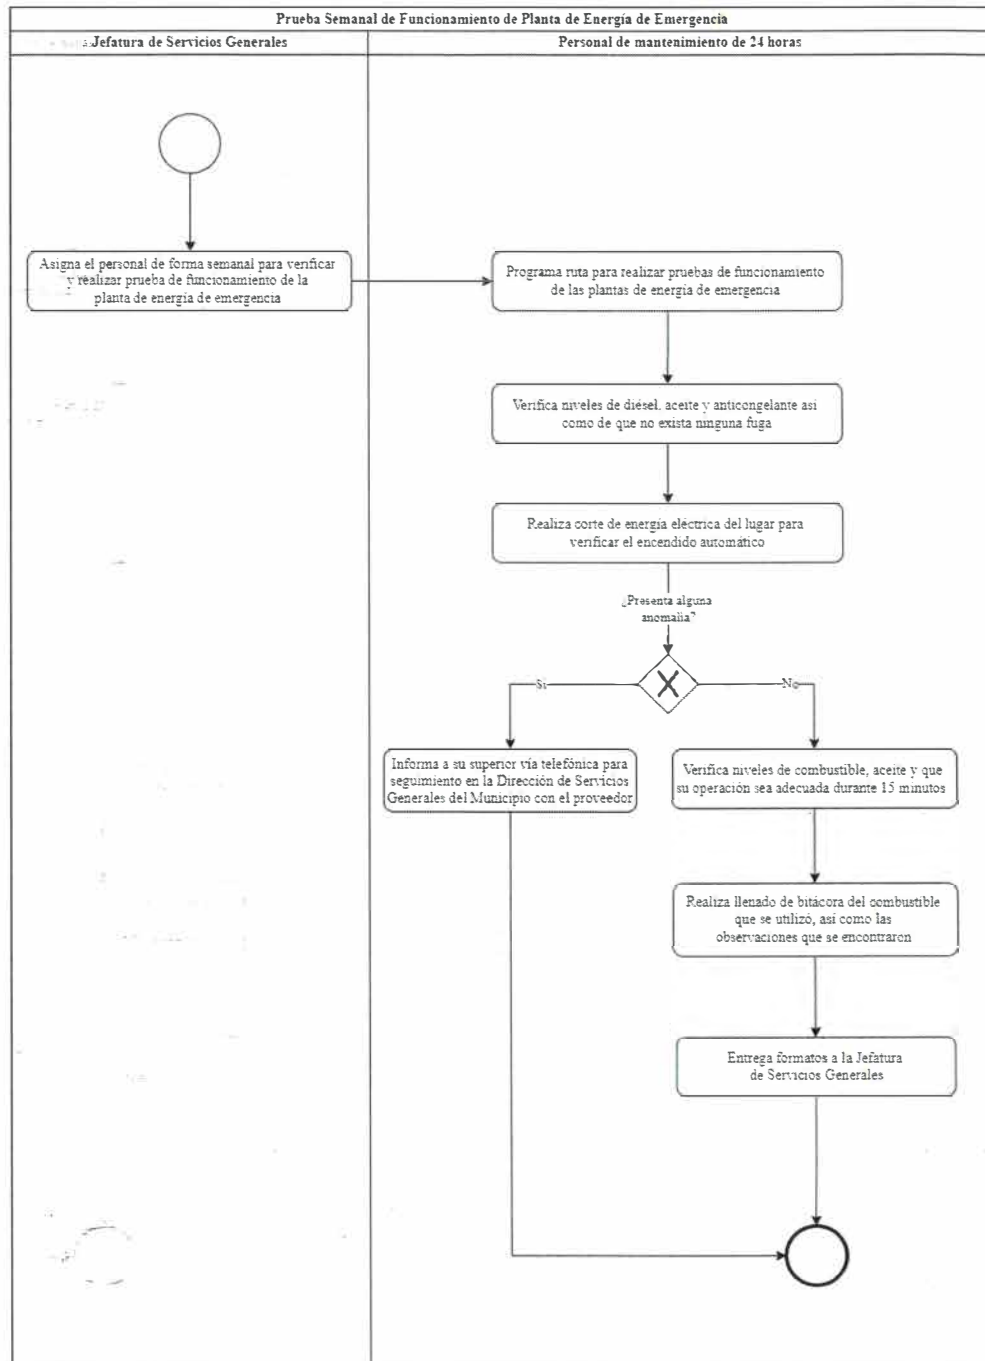 Prueba Semanal de Funcionamiento de Planta de Energía de Emergencia
Jefatura de Servicios Generales
Personal de mantenimiento de 24 horas
Asigna el personal de forma semanal para verificar
y realizar prueba de funcionamiento de la
planta de energía de emergencia
Programa ruta para realizar pruebas de funcionamiento
de las plantas de energía de emergencia
Verifica niveles de diésel, aceite y anticongelante así
como de que no exista ninguna fuga
Realiza corte de energía eléctrica del lugar para
verificar el encendido automático
¿Presenta alguna
anomalía?
Si
No
Informa a su superior vía telefónica para
seguimiento en la Dirección de Servicios
Generales del Municipio con el proveedor
Verifica niveles de combustible, aceite y que
su operación sea adecuada durante 15 minutos
Realiza llenado de bitácora del combustible
que se utilizó, así como las
observaciones que se encontraron
Entrega formatos a la Jefatura
de Servicios Generales